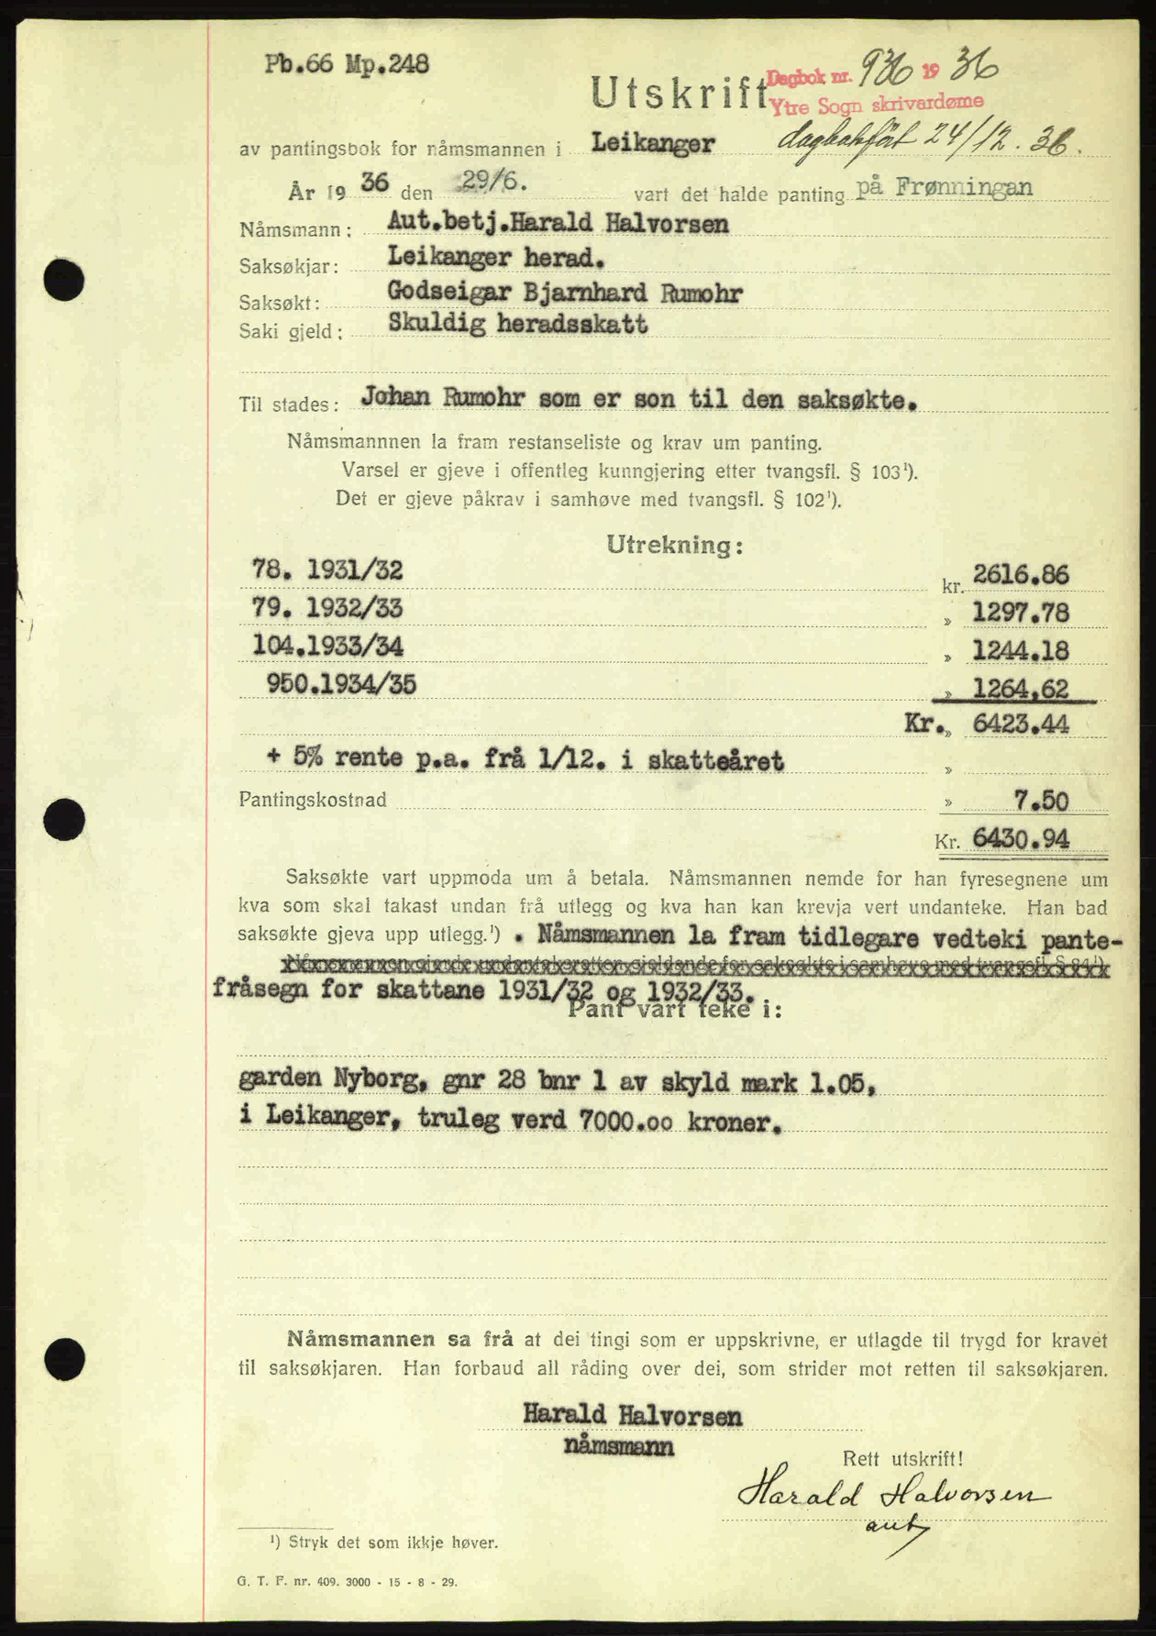 Pb.66 Mp.248
Dagbok nr. 936 19 36
Utskrift
Ytre Sogn skrivardøme
av pantingsbok for nåmsmannen i Leikanger dagbokført 24/12. 36.
År 1936 den 29/6. vart det halde panting på Frønningan
Nåmsmann: Aut.betj.Harald Halvorsen
Saksøkjar: Leikanger herad.
Saksøkt: Godseigar Bjarnhard Rumohr
Saki gjeld: Skuldig heradsskatt
Til stades: Johan Rumohr som er son til den saksøkte.
Nåmsmannnen la fram restanseliste og krav um panting.
Varsel er gjeve i offentleg kunngjering etter tvangsfl. § 103¹).
Det er gjeve påkrav i samhøve med tvangsfl. § 102¹).
Utrekning:
78. 1931/32 kr. 2616.86
79. 1932/33 » 1297.78
104.1933/34 » 1244.18
950.1934/35 » 1264,62
Kr.» 6423.44
+ 5% rente p.a. frå 1/12. i skatteåret »
Pantingskostnad » 7.50
Kr. 6430.94
Saksøkte vart uppmoda um å betala. Nåmsmannen nemde for han fyresegnene um
kva som skal takast undan frå utlegg og kva han kan krevja vert undanteke. Han bad
saksøkte gjeva upp utlegg.¹) . Nåmsmannen la fram tidlegare vedteki pante-
Nåmsmannen gjorde undantaksretten gjeldende for saksøkte i samhøve med tvangsfl. § 84¹)
fråsegn for skattane 1931/32 og 1932/33.
Pant vart teke i:
garden Nyborg, gnr 28 bnr 1 av skyld mark 1.05,
i Leikanger, truleg verd 7000.oo kroner.
Nåmsmannen sa frå at dei tingi som er uppskrivne, er utlagde til trygd for kravet
til saksøkjaren. Han forbaud all råding over dei, som strider mot retten til saksøkjaren.
Harald Halvorsen
nåmsmann
Rett utskrift!
Harald Halvorsen
aut
¹) Stryk det som ikkje høver.
G. T. F. nr. 409. 3000 - 15 - 8 - 29.